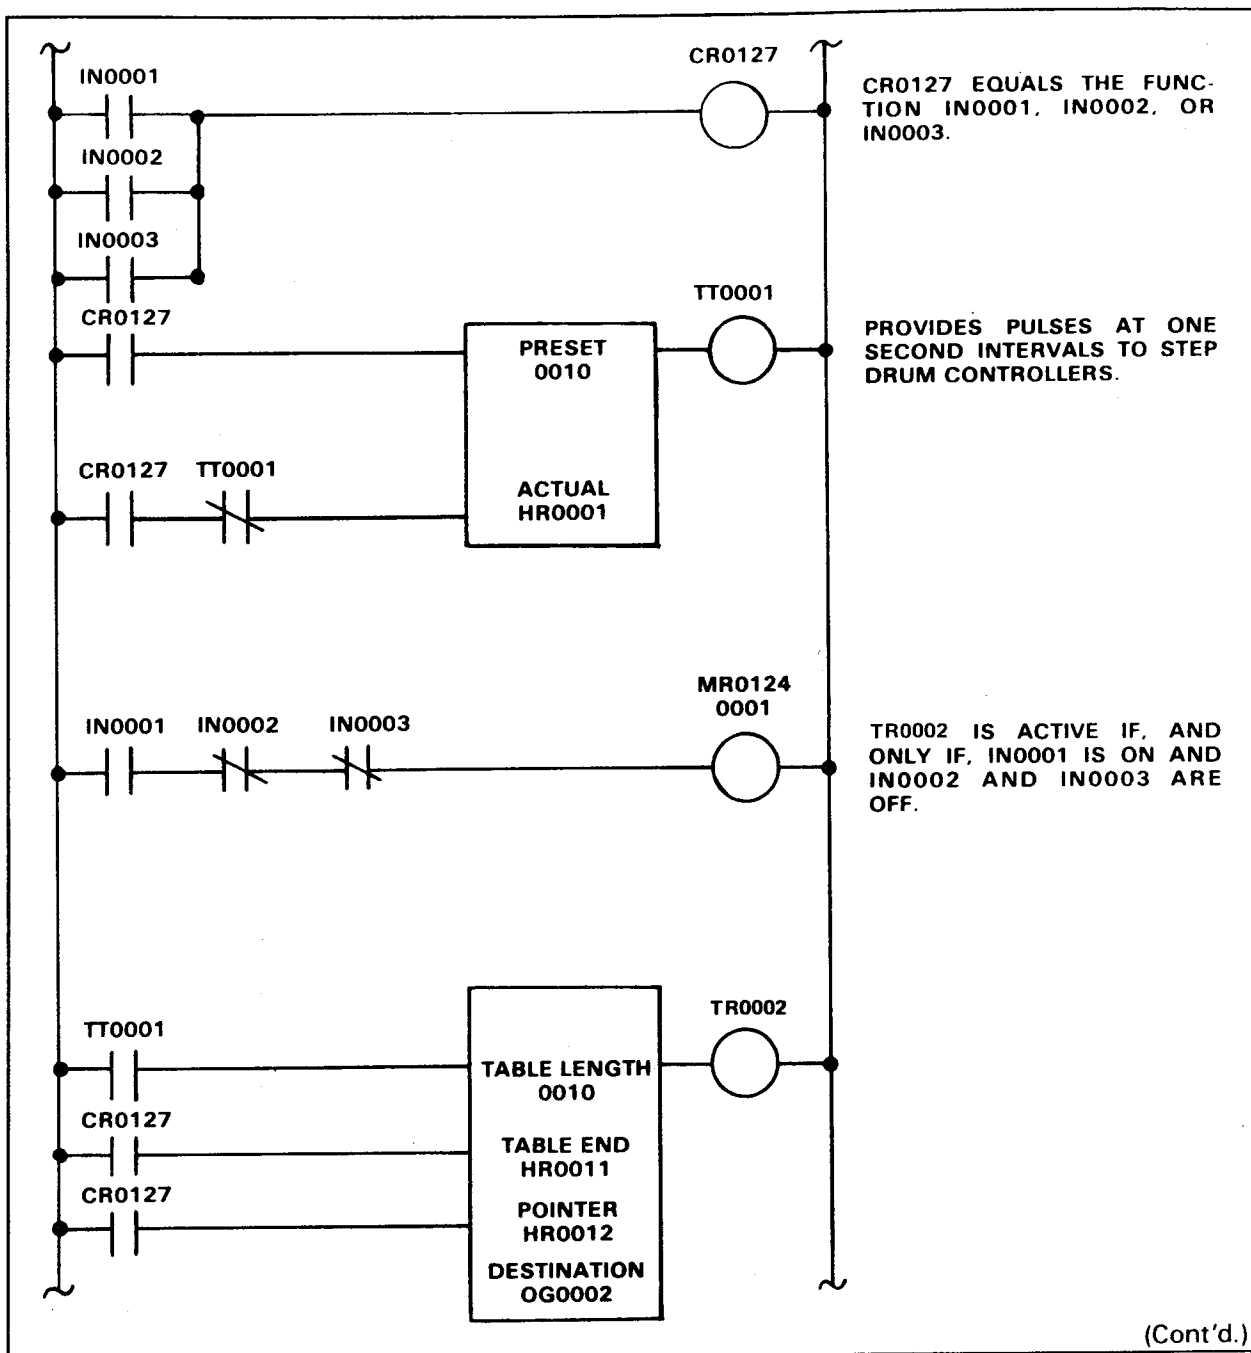 IN0001
CR0127
CR0127 EQUALS THE FUNC-
TION IN0001, IN0002, OR
IN0003.
IN0002
IN0003
CR0127
TT0001
PRESET
0010
PROVIDES PULSES AT ONE
SECOND INTERVALS TO STEP
DRUM CONTROLLERS.
CR0127 TT0001
ACTUAL
HR0001
IN0001 IN0002 IN0003
MR0124
0001
TR0002 IS ACTIVE IF, AND
ONLY IF, IN0001 IS ON AND
IN0002 AND IN0003 ARE
OFF.
TT0001
TR0002
TABLE LENGTH
0010
CR0127
TABLE END
HR0011
CR0127
POINTER
HR0012
DESTINATION
OG0002
(Cont'd.)